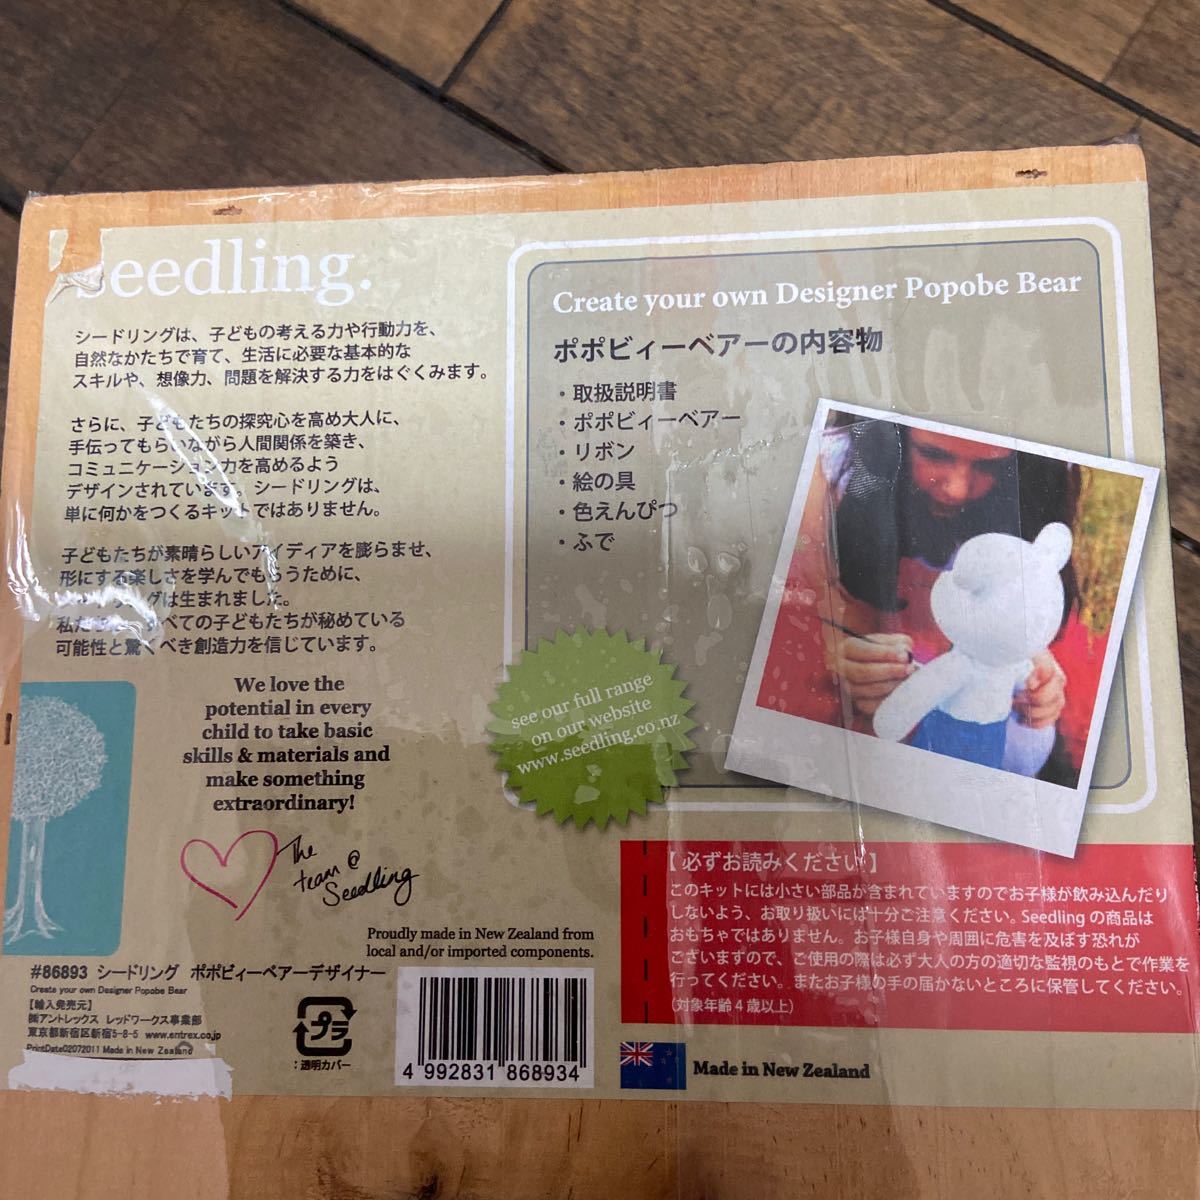 seedling.
シードリングは、子どもの考える力や行動力を、
自然なかたちで育て、生活に必要な基本的な
スキルや、想像力、問題を解決する力をはぐくみます。
さらに、子どもたちの探究心を高め大人に、
手伝ってもらいながら人間関係を築き、
コミュニケーション力を高めるよう
デザインされています。シードリングは、
単に何かをつくるキットではありません。
子どもたちが素晴らしいアイディアを膨らませ、
形にする楽しさを学んでもらうために、
シードリングは生まれました。
私たちは、すべての子どもたちが秘めている
可能性と驚くべき創造力を信じています。
We love the
potential in every
child to take basic
skills & materials and
make something
extraordinary!
The
team @
Seedling
Proudly made in New Zealand from
local and/or imported components.
#86893 シードリング ポポビィーベアーデザイナー
Create your own Designer Popobe Bear
【輸入発売元】
㈱アントレックス レッドワークス事業部
東京都新宿区新宿5-8-5 www.entrex.co.jp
PrintDate02072011 Made in New Zealand
プラ
:透明カバー
4 992831 868934
Create your own Designer Popobe Bear
ポポビィーベアーの内容物
・取扱説明書
・ポポビィーベアー
・リボン
・絵の具
・色えんぴつ
・ふで
see our full range
on our website
www.seedling.co.nz
【必ずお読みください】
このキットには小さい部品が含まれていますのでお子様が飲み込んだり
しないよう、お取り扱いには十分ご注意ください。Seedling の商品は
おもちゃではありません。お子様自身や周囲に危害を及ぼす恐れが
ございますので、ご使用の際は必ず大人の方の適切な監視のもとで作業を
行ってください。またお子様の手の届かないところに保管してください。
（対象年齢4歳以上）
Made in New Zealand